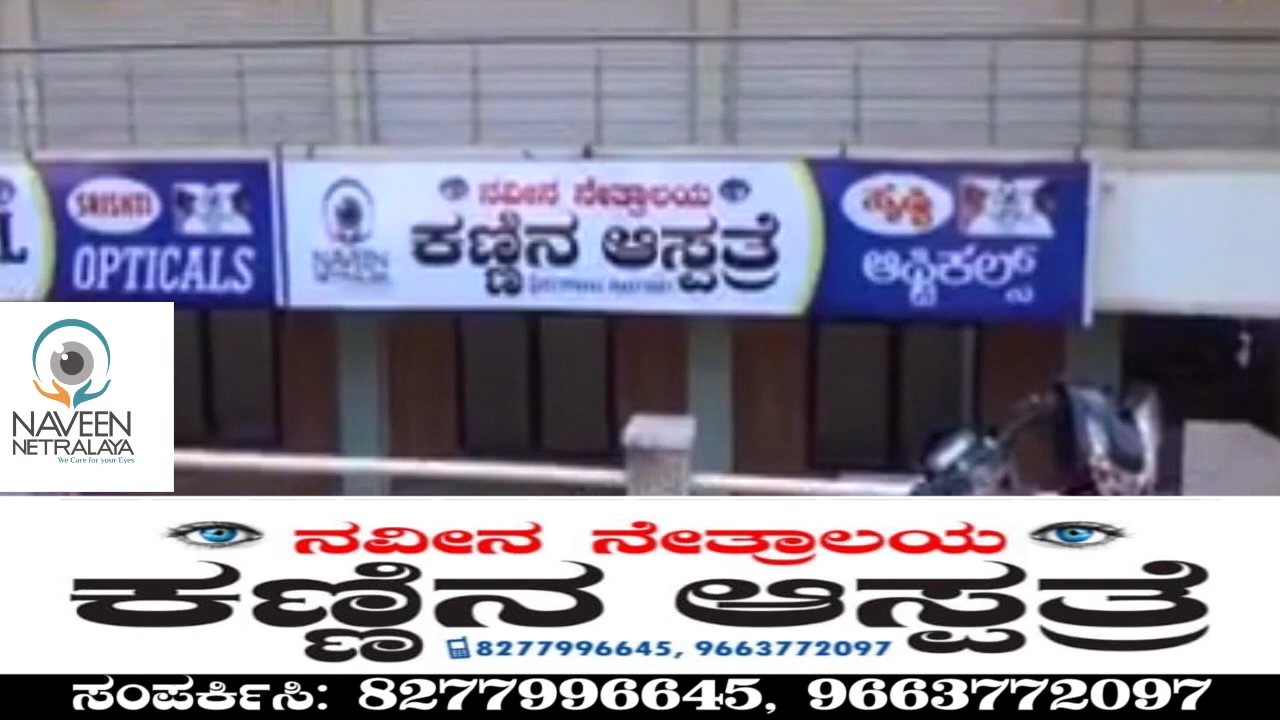 SRISHTI
OPTICALS
ನವೀನ ನೇತ್ರಾಲಯ
ಕಣ್ಣಿನ ಆಸ್ಪತ್ರೆ
NAVEEN
ಸೃಷ್ಟಿ
ಆಪ್ಟಿಕಲ್ಸ್
NAVEEN
NETRALAYA
We Care for your Eyes
ನವೀನ ನೇತ್ರಾಲಯ
ಕಣ್ಣಿನ ಆಸ್ಪತ್ರೆ
8277996645, 9663772097
ಸಂಪರ್ಕಿಸಿ: 8277996645, 9663772097